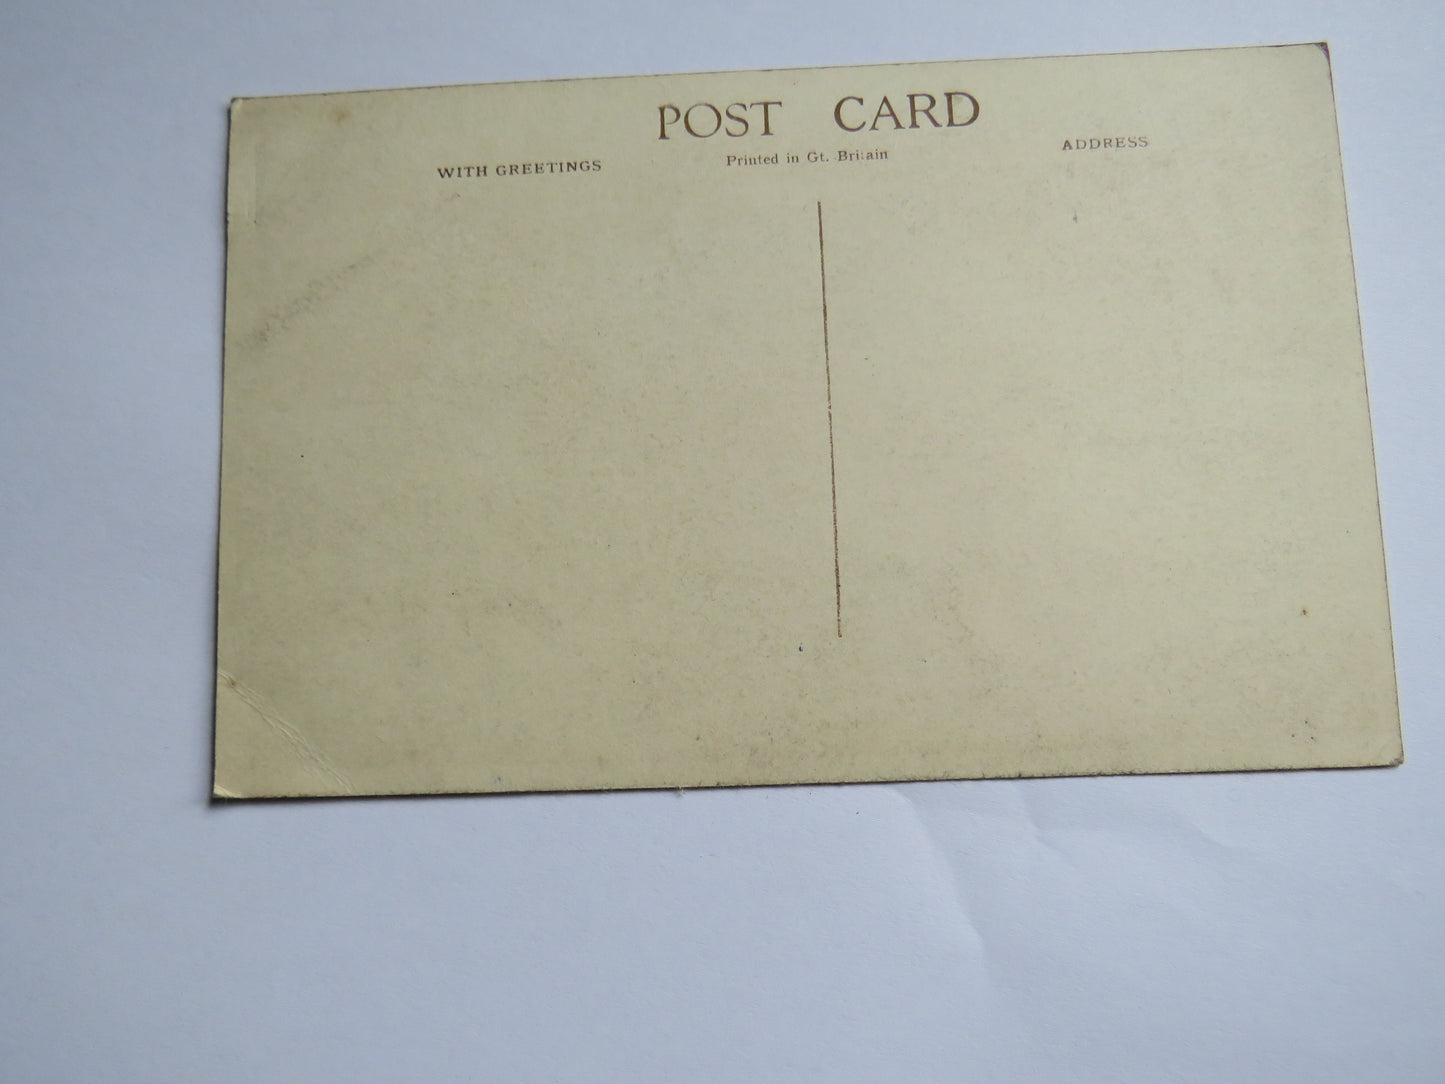 POST CARD
WITH GREETINGS
Printed in Gt. Britain
ADDRESS